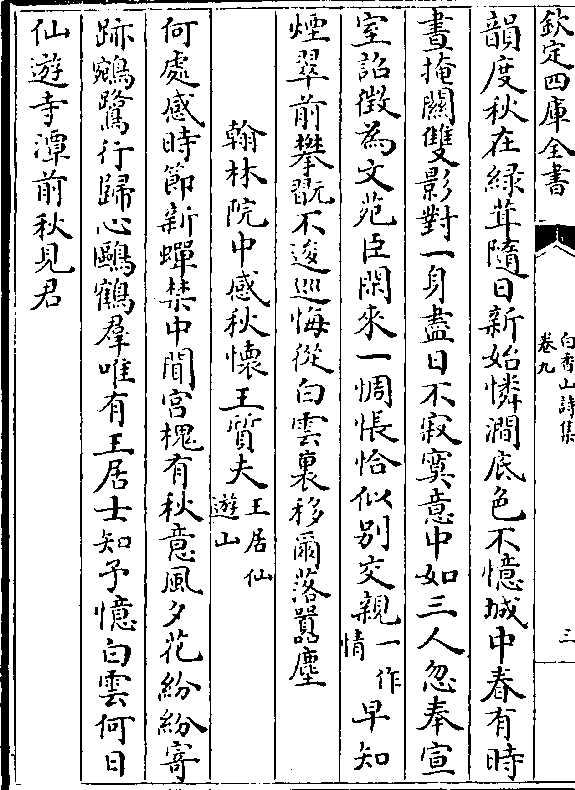 欽定四庫全書
白香山詩集
卷九
三
韻度秋在緑茸隨日新始憐澗底色不憶城中春有時
晝掩闗雙影對一身盡日不寂寞意中如三人忽奉宣
室詔徴為文苑臣閑來一惆悵恰似别交親一作情早知
煙翠前攀翫不逡巡悔從白雲裏移爾落囂塵
翰林院中感秋懷王質夫王居仙遊山
何處感時節新蟬禁中聞宫槐有秋意風夕花紛紛寄
跡鵷鷺行歸心鷗鶴羣唯有王居士知予憶白雲何日
仙遊寺潭前秋見君